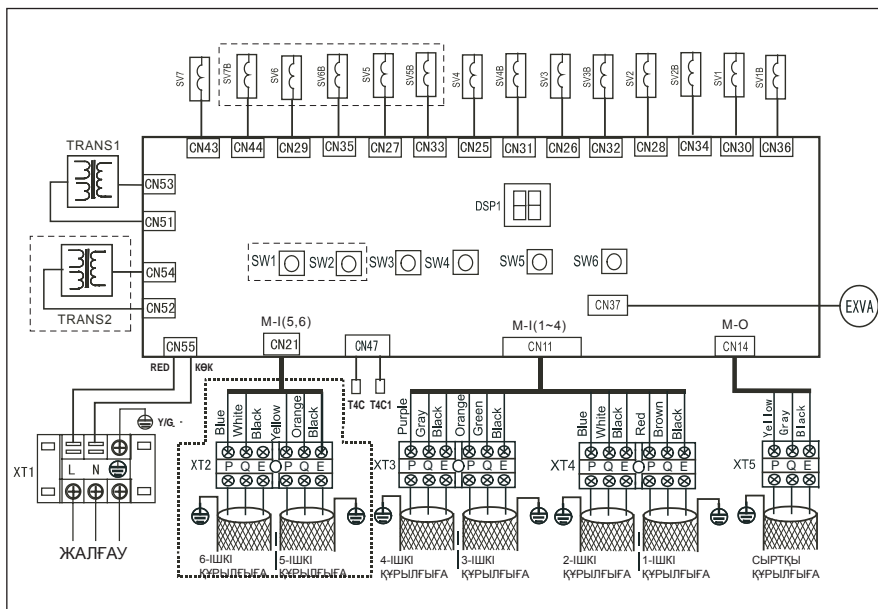 SV7 SV7B SV6 SV6B SV5 SV5B SV4 SV4B SV3 SV3B SV2 SV2B SV1 SV1B
CN43 CN44 CN29 CN35 CN27 CN33 CN25 CN31 CN26 CN32 CN28 CN34 CN30 CN36
TRANS1
CN53
CN51
DSP1
CN54
CN52
TRANS2
SW1 SW2 SW3 SW4 SW5 SW6
CN37
EXVA
CN55
M-I(5,6)
CN21
CN47
M-I(1~4)
CN11
M-O
CN14
RED КӨК
T4C T4C1
Y/G
Blue White Black Yellow Orange Black
Purple Gray Black Orange Green Black
Blue White Black Red Brown Black
Yellow Gray Black
XT1
L N
XT2
P Q E P Q E
XT3
P Q E P Q E
XT4
P Q E P Q E
XT5
P Q E
ЖАЛҒАУ
6-ІШКІ
ҚҰРЫЛҒЫҒА
5-ІШКІ
ҚҰРЫЛҒЫҒА
4-ІШКІ
ҚҰРЫЛҒЫҒА
3-ІШКІ
ҚҰРЫЛҒЫҒА
2-ІШКІ
ҚҰРЫЛҒЫҒА
1-ІШКІ
ҚҰРЫЛҒЫҒА
СЫРТҚЫ
ҚҰРЫЛҒЫҒА